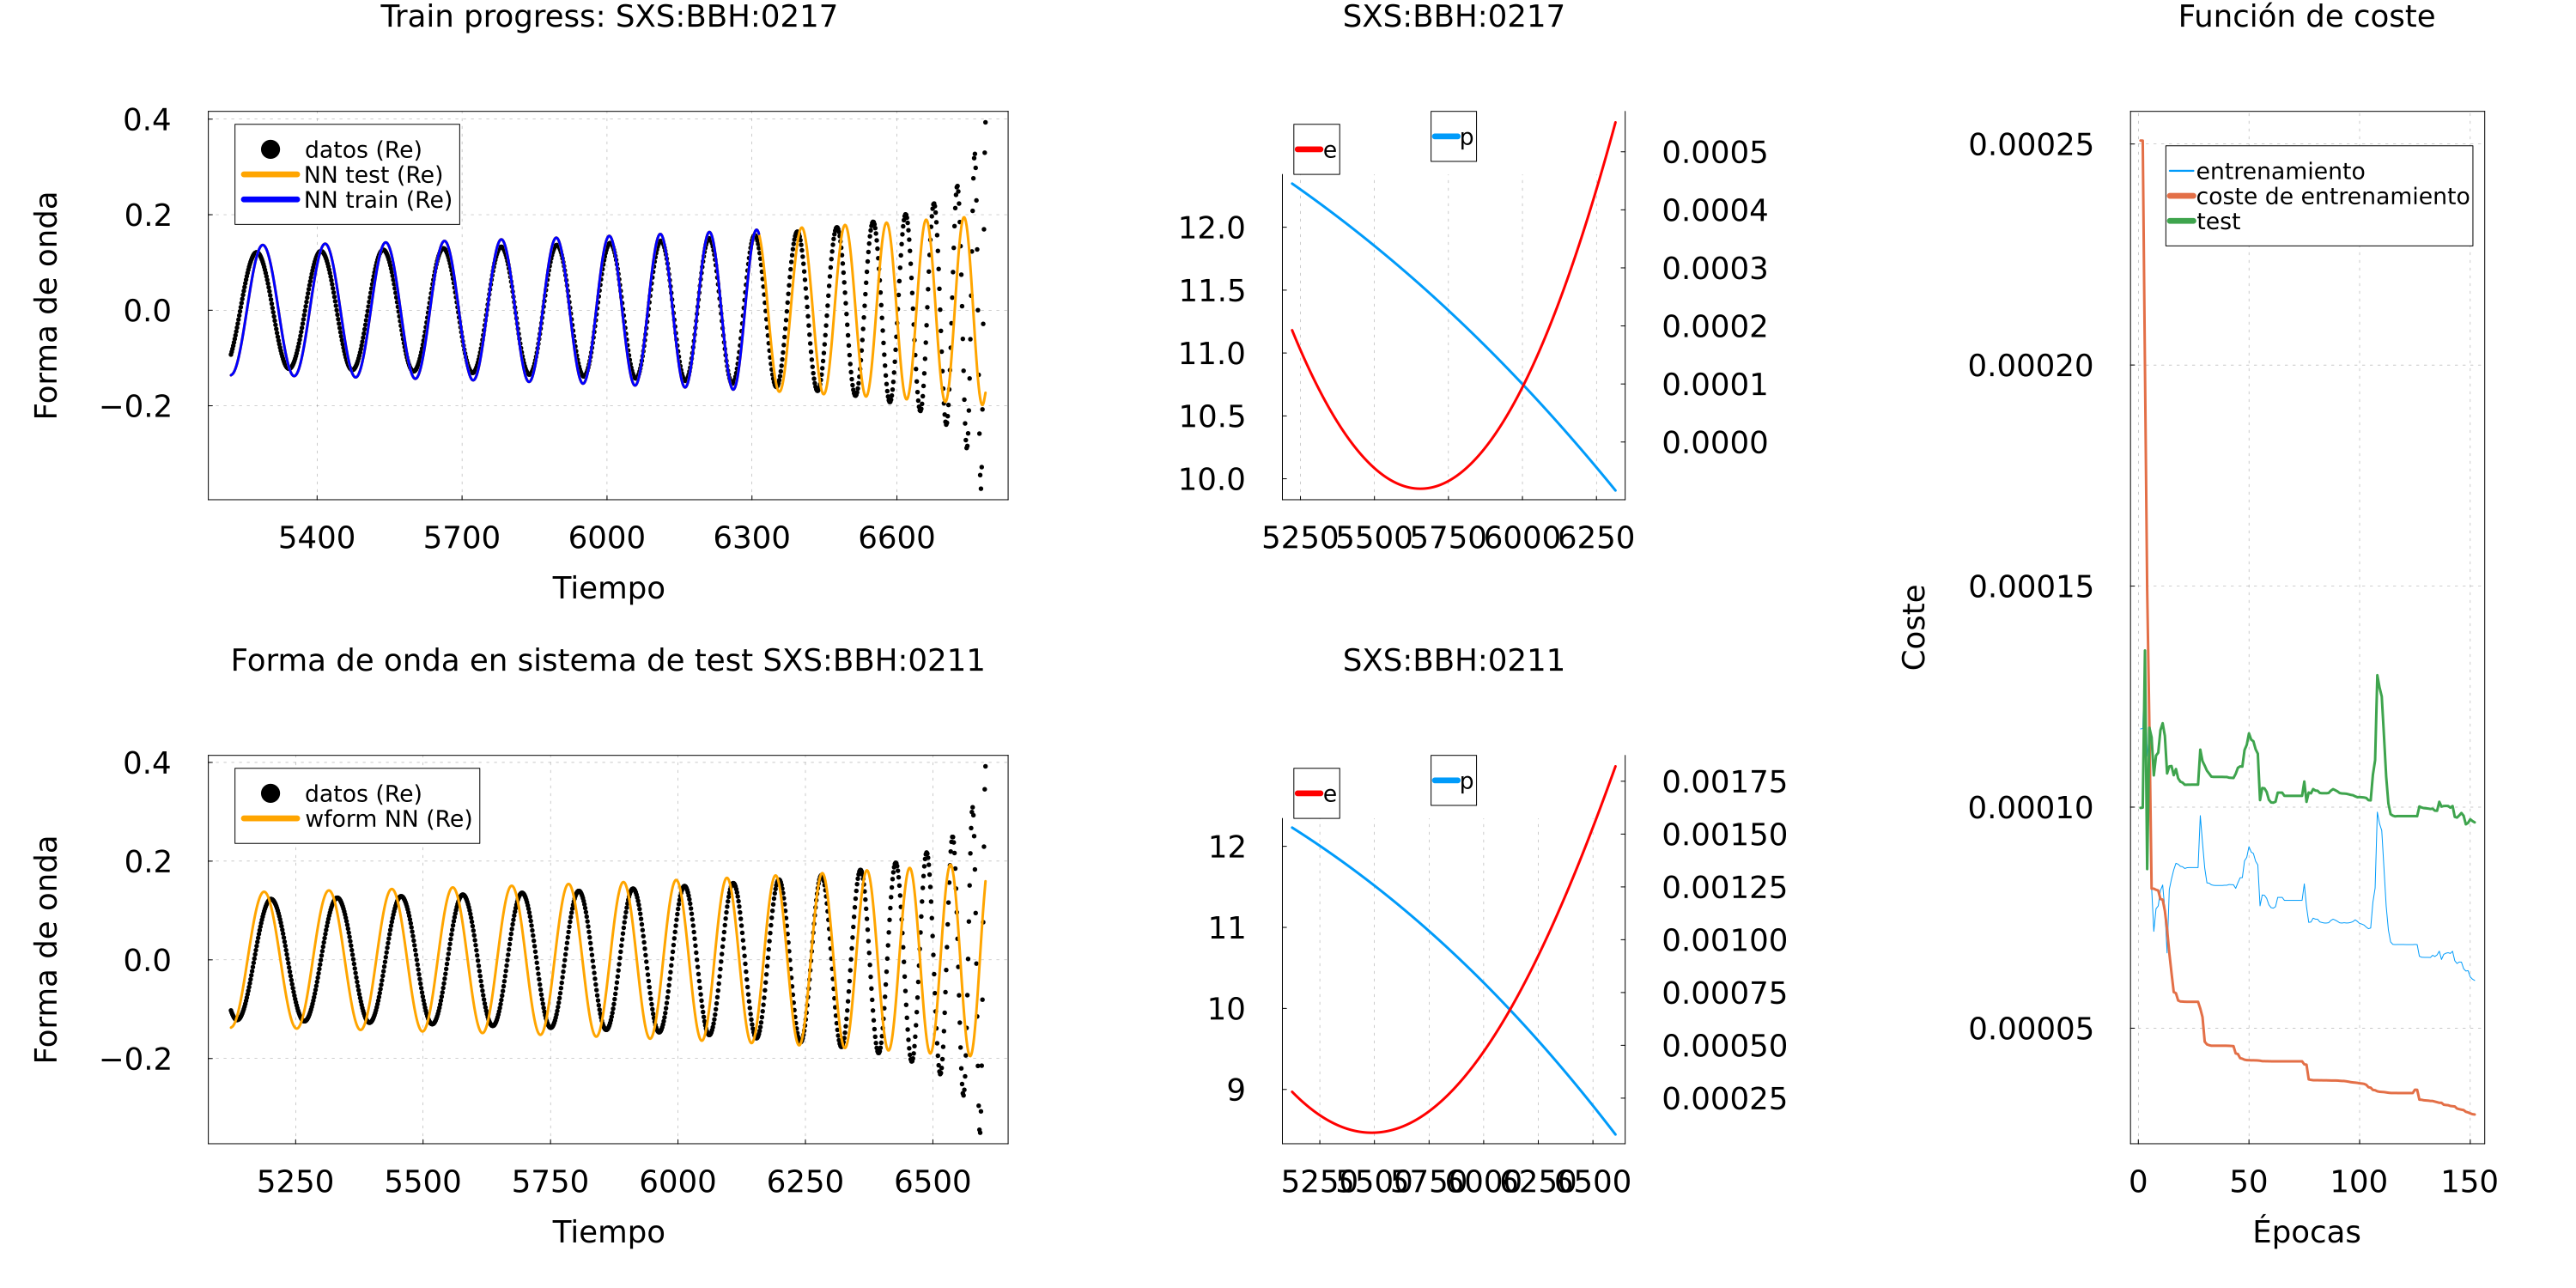 Train progress: SXS:BBH:0217
SXS:BBH:0217
Función de coste
Forma de onda
0.4
0.2
0.0
−0.2
datos (Re)
NN test (Re)
NN train (Re)
5400 5700 6000 6300 6600
Tiempo
e
p
12.0
11.5
11.0
10.5
10.0
0.0005
0.0004
0.0003
0.0002
0.0001
0.0000
5250 5500 5750 6000 6250
Forma de onda en sistema de test SXS:BBH:0211
SXS:BBH:0211
Forma de onda
0.4
0.2
0.0
−0.2
datos (Re)
wform NN (Re)
5250 5500 5750 6000 6250 6500
Tiempo
e
p
12
11
10
9
0.00175
0.00150
0.00125
0.00100
0.00075
0.00050
0.00025
5250 5500 5750 6000 6250 6500
Coste
0.00025
0.00020
0.00015
0.00010
0.00005
entrenamiento
coste de entrenamiento
test
0 50 100 150
Épocas